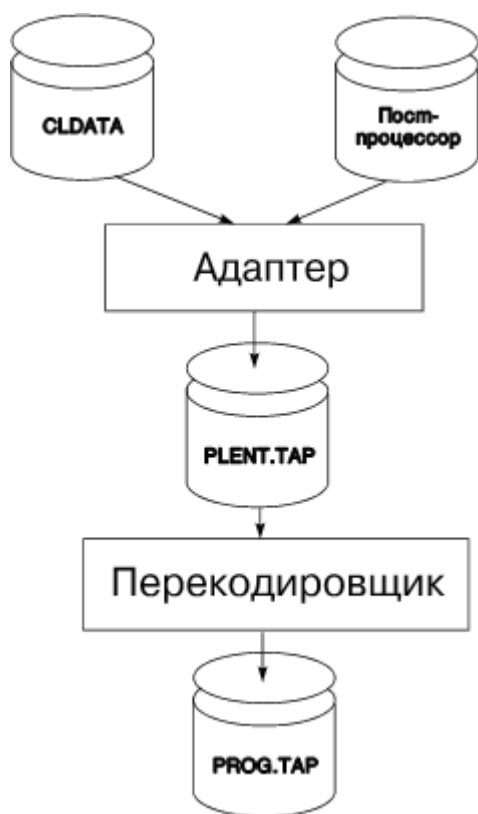 CLDATA
Пост-
процессор
Адаптер
PLENT.TAP
Перекодировщик
PROG.TAP